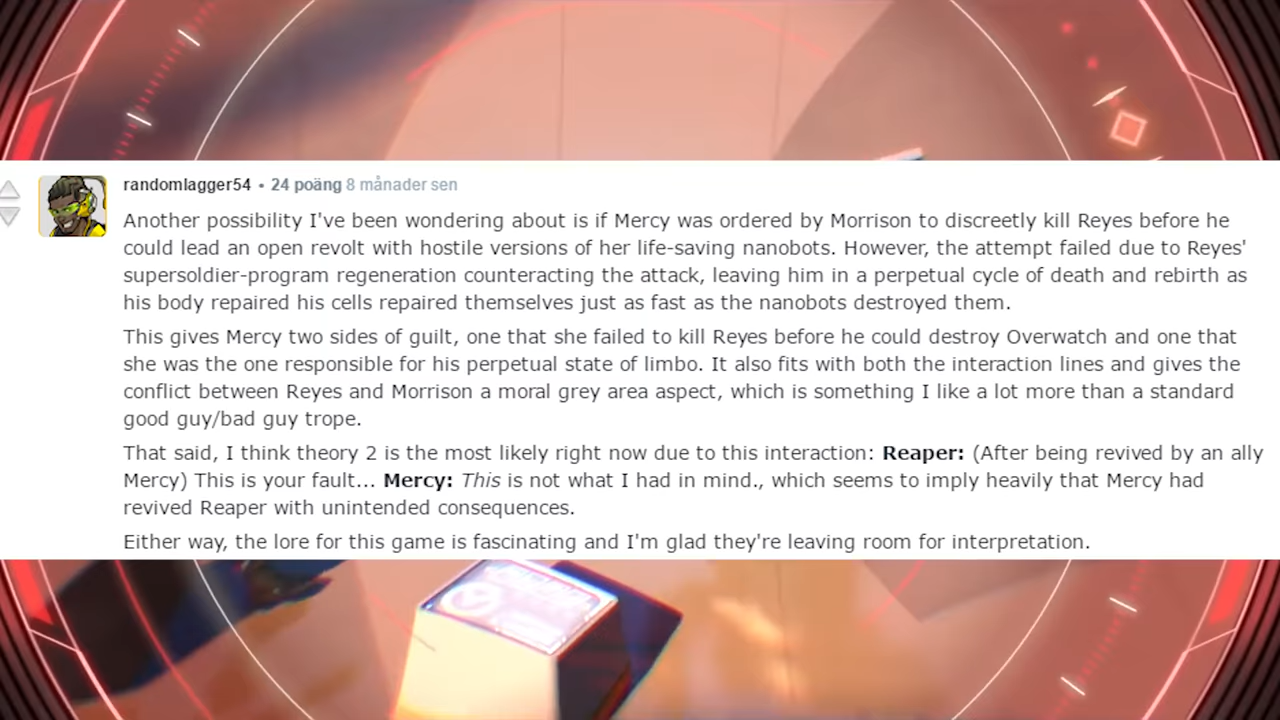 randomlagger54 • 24 poäng 8 månader sen
Another possibility I've been wondering about is if Mercy was ordered by Morrison to discreetly kill Reyes before he
could lead an open revolt with hostile versions of her life-saving nanobots. However, the attempt failed due to Reyes'
supersoldier-program regeneration counteracting the attack, leaving him in a perpetual cycle of death and rebirth as
his body repaired his cells repaired themselves just as fast as the nanobots destroyed them.
This gives Mercy two sides of guilt, one that she failed to kill Reyes before he could destroy Overwatch and one that
she was the one responsible for his perpetual state of limbo. It also fits with both the interaction lines and gives the
conflict between Reyes and Morrison a moral grey area aspect, which is something I like a lot more than a standard
good guy/bad guy trope.
That said, I think theory 2 is the most likely right now due to this interaction: Reaper: (After being revived by an ally
Mercy) This is your fault... Mercy: This is not what I had in mind., which seems to imply heavily that Mercy had
revived Reaper with unintended consequences.
Either way, the lore for this game is fascinating and I'm glad they're leaving room for interpretation.